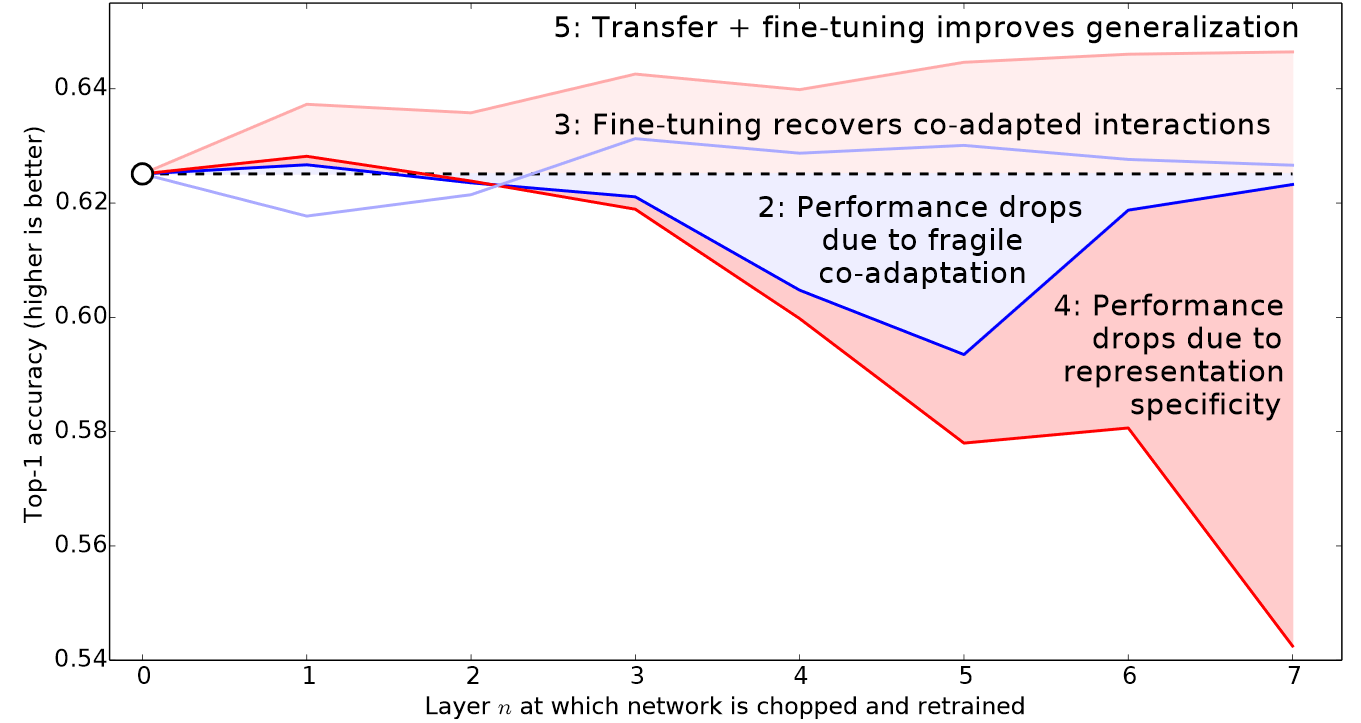 5: Transfer + fine-tuning improves generalization
3: Fine-tuning recovers co-adapted interactions
2: Performance drops
due to fragile
co-adaptation
4: Performance
drops due to
representation
specificity
Top-1 accuracy (higher is better)
0.64
0.62
0.60
0.58
0.56
0.54
0 1 2 3 4 5 6 7
Layer n at which network is chopped and retrained